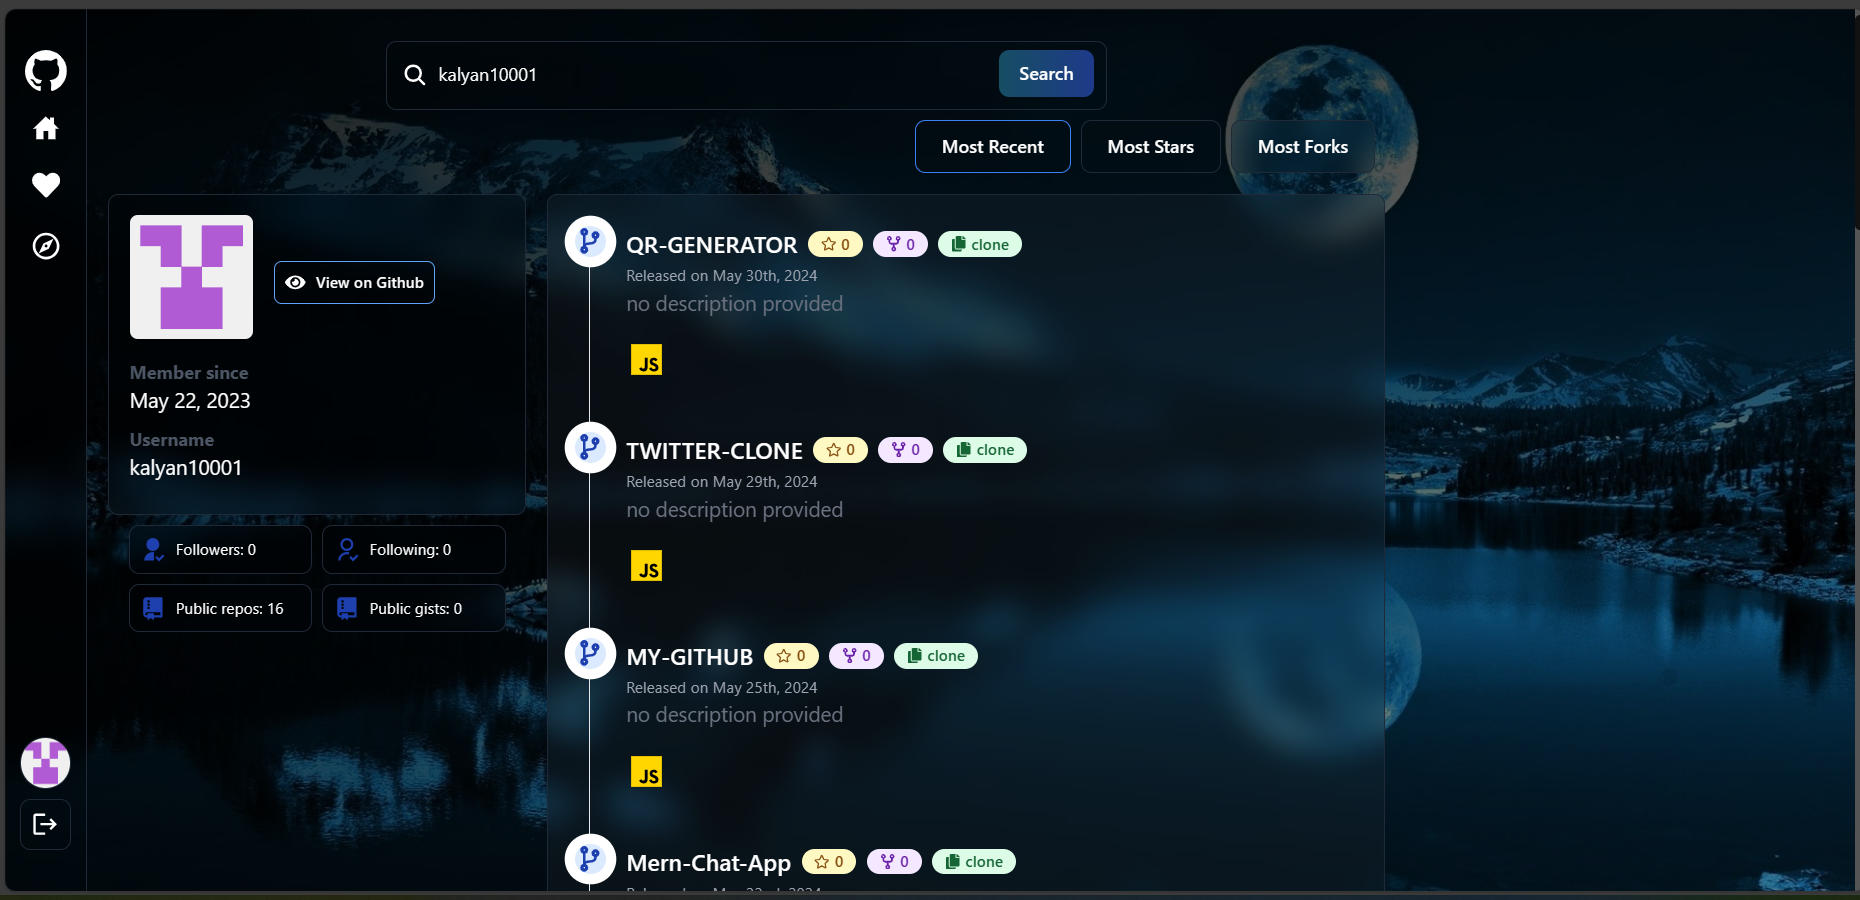 kalyan10001
Search
Most Recent
Most Stars
Most Forks
View on Github
Member since
May 22, 2023
Username
kalyan10001
Followers: 0
Following: 0
Public repos: 16
Public gists: 0
QR-GENERATOR 0 0 clone
Released on May 30th, 2024
no description provided
JS
TWITTER-CLONE 0 0 clone
Released on May 29th, 2024
no description provided
JS
MY-GITHUB 0 0 clone
Released on May 25th, 2024
no description provided
JS
Mern-Chat-App 0 0 clone